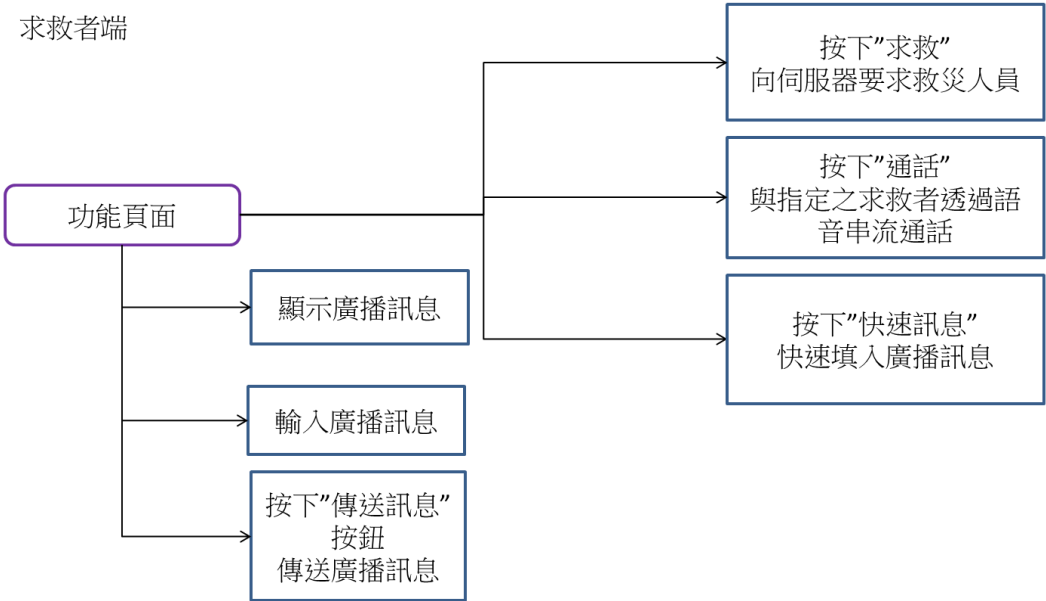 求救者端
功能頁面
按下”求救”
向伺服器要求救災人員
按下”通話”
與指定之求救者透過語
音串流通話
按下”快速訊息”
快速填入廣播訊息
顯示廣播訊息
輸入廣播訊息
按下”傳送訊息”
按鈕
傳送廣播訊息